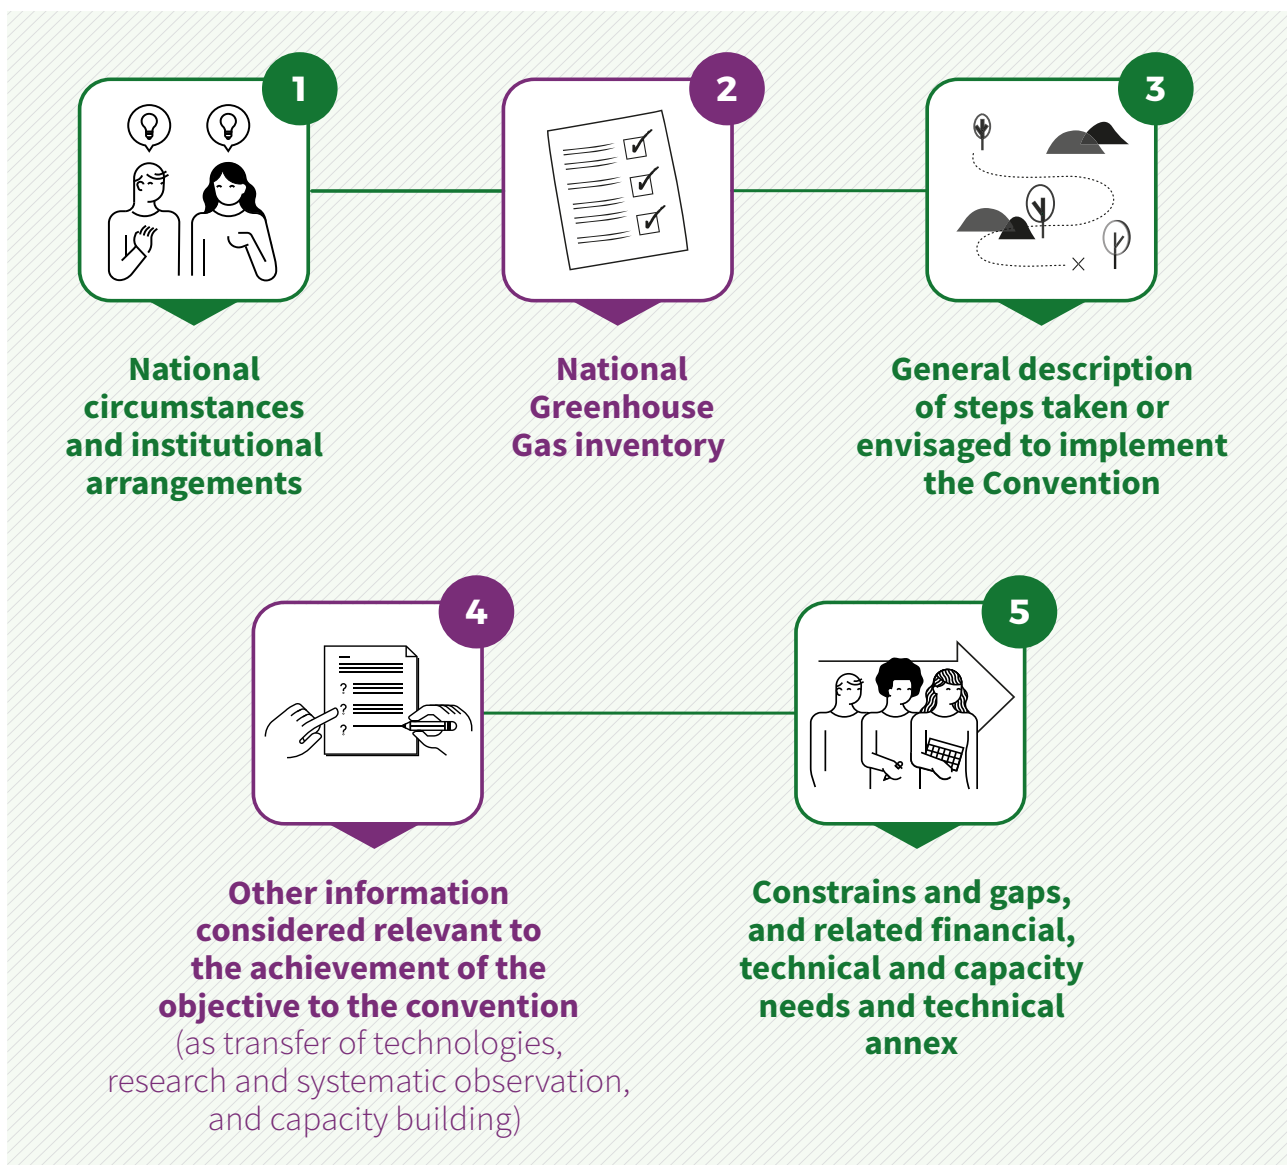 1
National
circumstances
and institutional
arrangements
2
National
Greenhouse
Gas inventory
3
General description
of steps taken or
envisaged to implement
the Convention
4
?
?
?
Other information
considered relevant to
the achievement of the
objective to the convention
(as transfer of technologies,
research and systematic observation,
and capacity building)
5
Constrains and gaps,
and related financial,
technical and capacity
needs and technical
annex